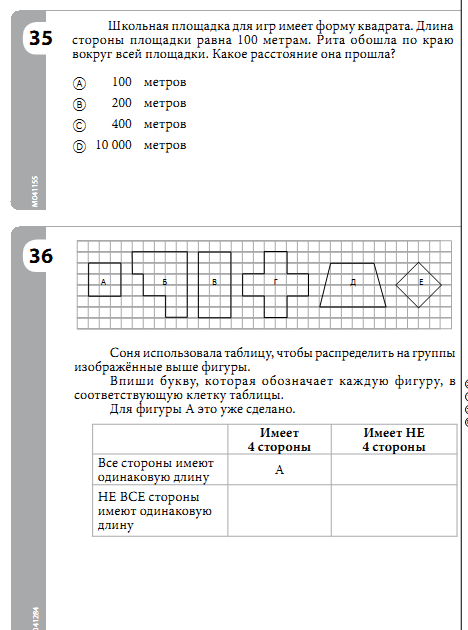 35
Школьная площадка для игр имеет форму квадрата. Длина
стороны площадки равна 100 метрам. Рита обошла по краю
вокруг всей площадки. Какое расстояние она прошла?
A 100 метров
B 200 метров
C 400 метров
D 10 000 метров
M041155
36
А Б В Г Д Е
Соня использовала таблицу, чтобы распределить на группы
изображённые выше фигуры.
Впиши букву, которая обозначает каждую фигуру, в
соответствующую клетку таблицы.
Для фигуры А это уже сделано.
Имеет
4 стороны
Имеет НЕ
4 стороны
Все стороны имеют
одинаковую длину
А
НЕ ВСЕ стороны
имеют одинаковую
длину
041284